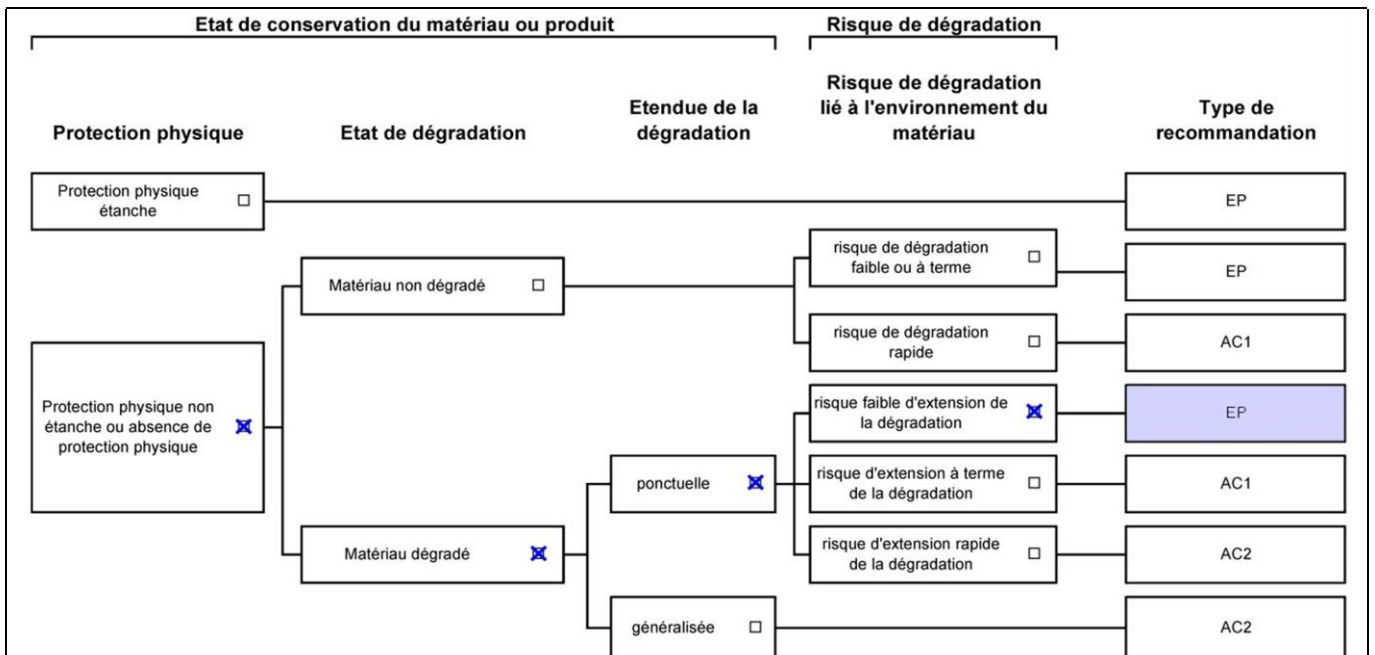 Etat de conservation du matériau ou produit
Risque de dégradation
Protection physique
Etat de dégradation
Etendue de la
dégradation
Risque de dégradation
lié à l'environnement du
matériau
Type de
recommandation
Protection physique
étanche
EP
risque de dégradation
faible ou à terme
EP
Matériau non dégradé
risque de dégradation
rapide
AC1
Protection physique non
étanche ou absence de
protection physique
risque faible d'extension de
la dégradation
EP
ponctuelle
risque d'extension à terme
de la dégradation
AC1
Matériau dégradé
risque d'extension rapide
de la dégradation
AC2
généralisée
AC2